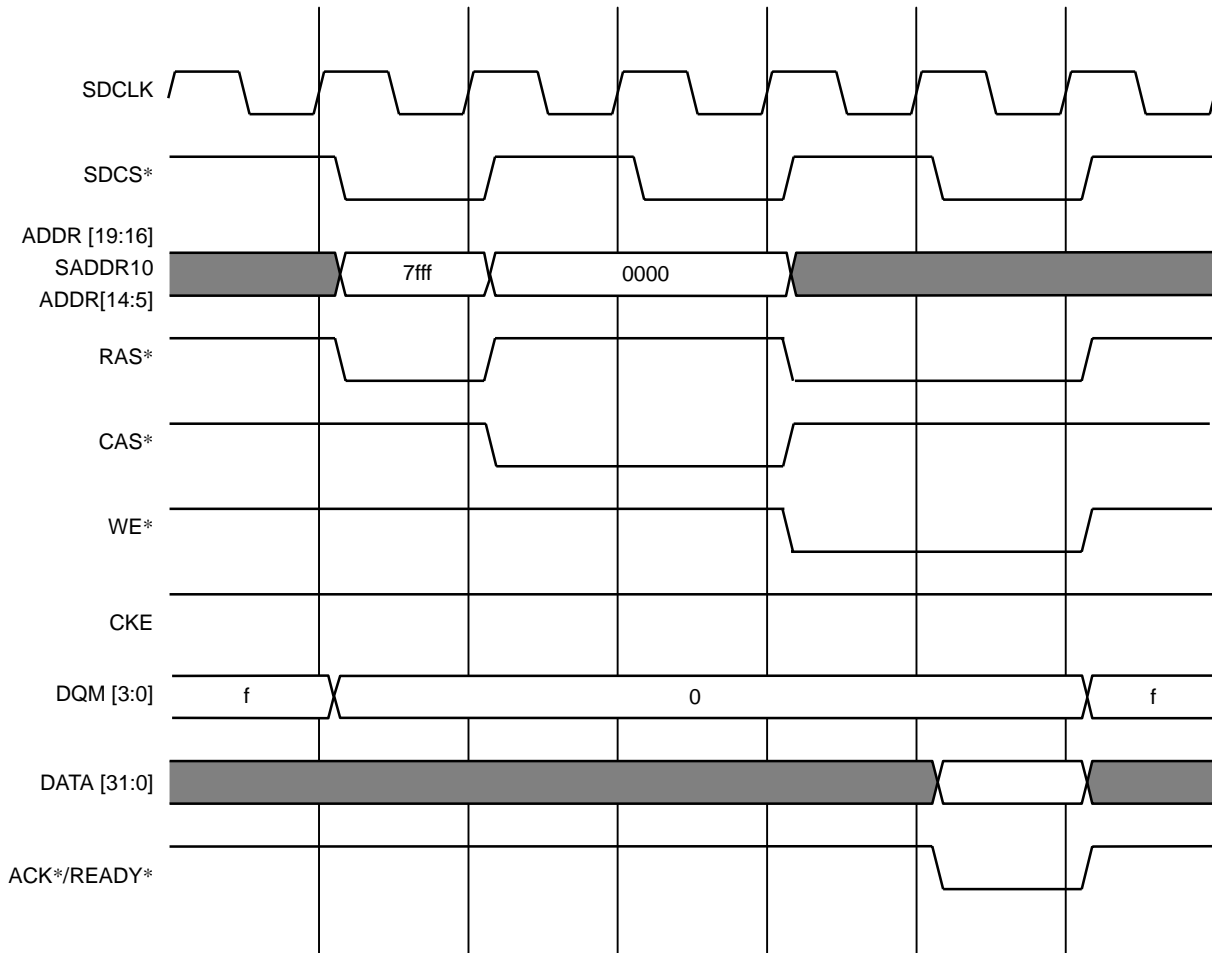 SDCLK
SDCS*
ADDR [19:16]
SADDR10
ADDR[14:5]
7fff
0000
RAS*
CAS*
WE*
CKE
DQM [3:0]
f
0
f
DATA [31:0]
ACK*/READY*